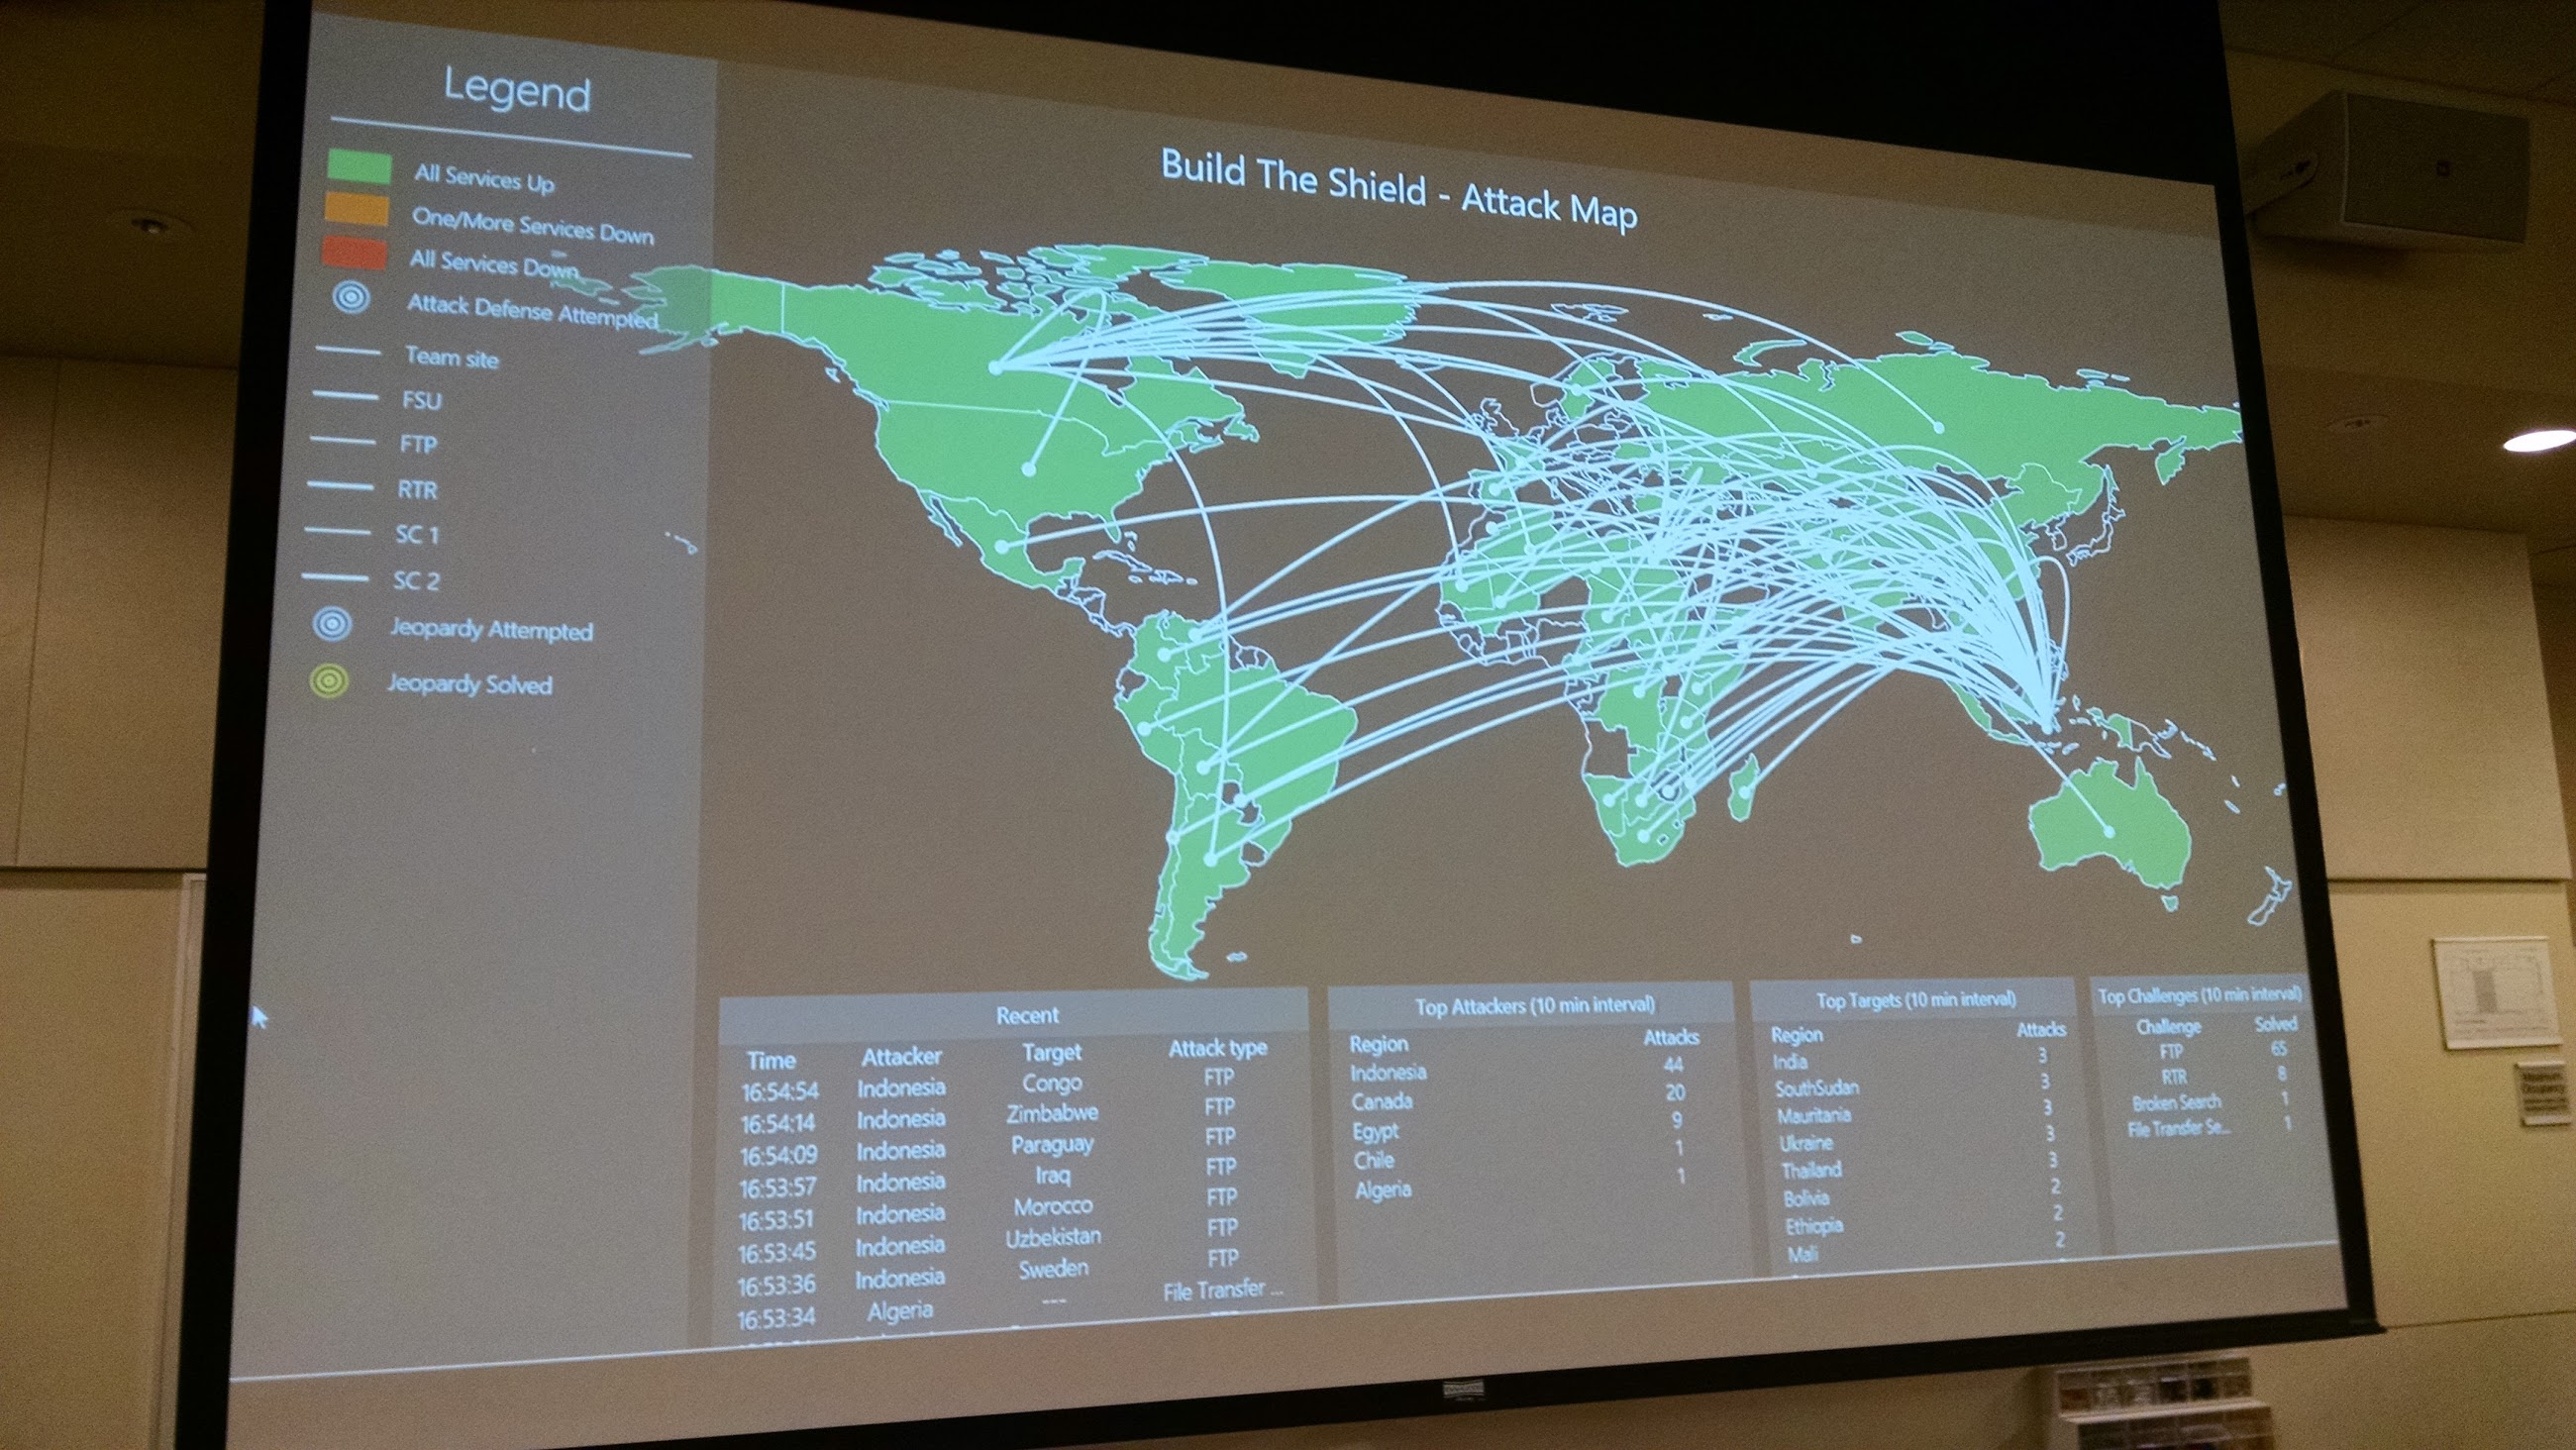 Legend
All Services Up
One/More Services Down
All Services Down
Attack Defense Attempted
Team site
FSU
FTP
RTR
SC 1
SC 2
Jeopardy Attempted
Jeopardy Solved
Build The Shield - Attack Map
Recent
Time Attacker Target Attack type
16:54:54 Indonesia Congo FTP
16:54:14 Indonesia Zimbabwe FTP
16:54:09 Indonesia Paraguay FTP
16:53:57 Indonesia Iraq FTP
16:53:51 Indonesia Morocco FTP
16:53:45 Indonesia Uzbekistan FTP
16:53:36 Indonesia Sweden FTP
16:53:34 Algeria --- File Transfer ...
Top Attackers (10 min interval)
Region Attacks
Indonesia 44
Canada 20
Egypt 9
Chile 1
Algeria 1
Top Targets (10 min interval)
Region Attacks
India 3
SouthSudan 3
Mauritania 3
Ukraine 3
Thailand 3
Bolivia 2
Ethiopia 2
Mali 2
Top Challenges (10 min interval)
Challenge Solved
FTP 65
RTR 8
Broken Search 1
File Transfer Se... 1